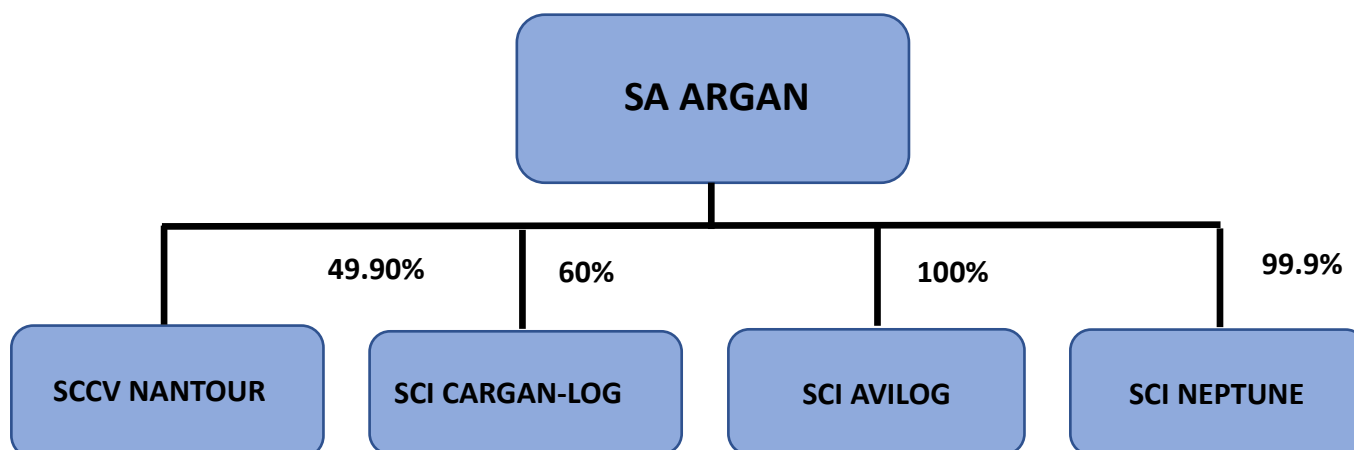 SA ARGAN
49.90%
60%
100%
99.9%
SCCV NANTOUR
SCI CARGAN-LOG
SCI AVILOG
SCI NEPTUNE